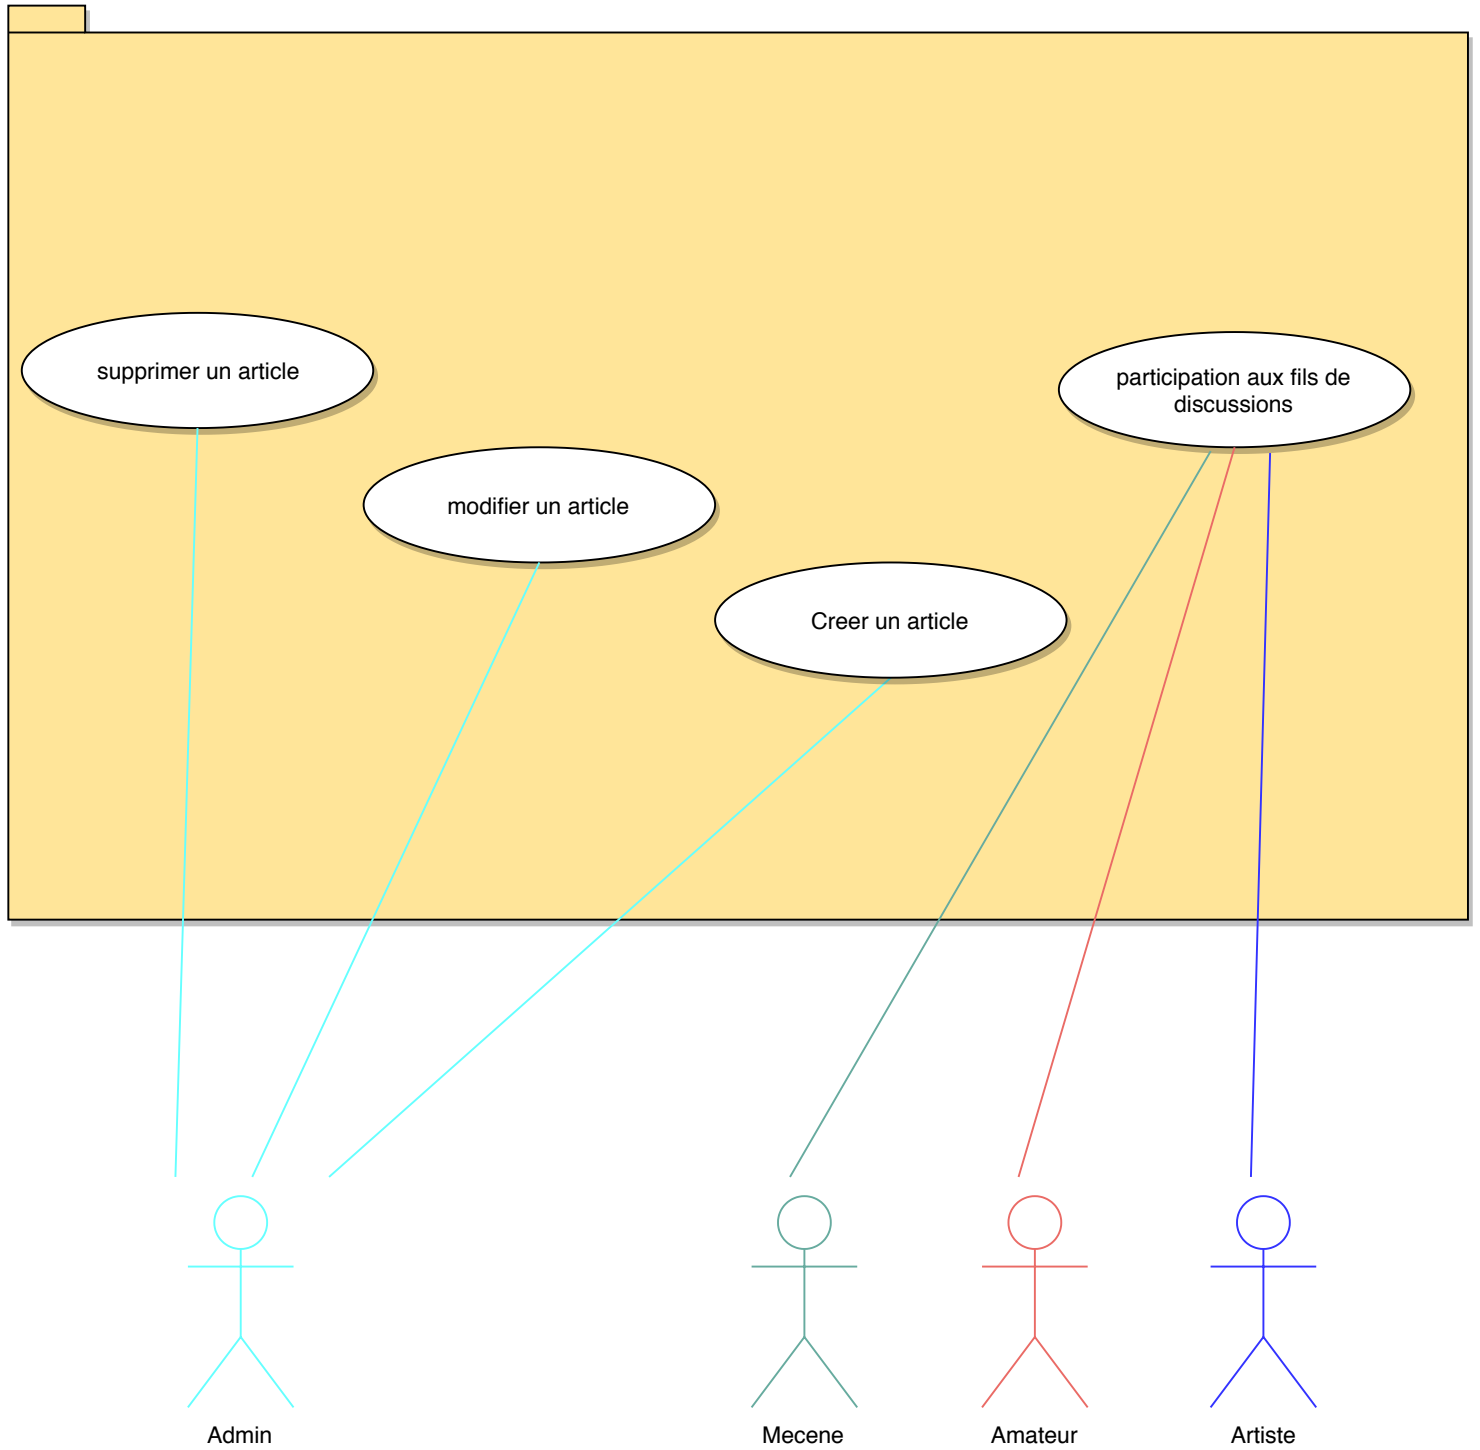 supprimer un article
participation aux fils de
discussions
modifier un article
Creer un article
Admin
Mecene
Amateur
Artiste